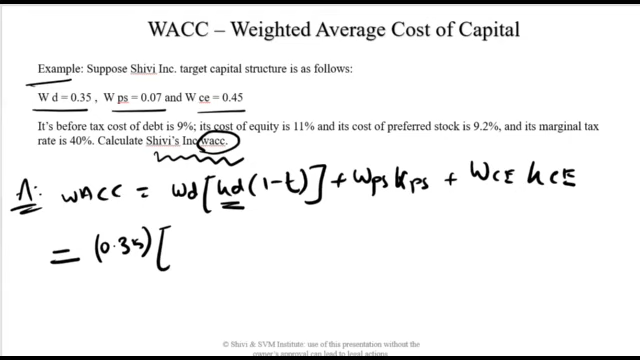 WACC – Weighted Average Cost of Capital
Example: Suppose Shivi Inc. target capital structure is as follows:
W d = 0.35 , W ps = 0.07 and W ce = 0.45
It’s before tax cost of debt is 9%; its cost of equity is 11% and its cost of preferred stock is 9.2%, and its marginal tax
rate is 40%. Calculate Shivi’s Inc wacc.
A: WACC = Wd [kd (1-t)] + Wps Kps + WCE kCE
= (0.35) [
© Shivi & SVM Institute: use of this presentation without the
owner's approval can lead to legal actions